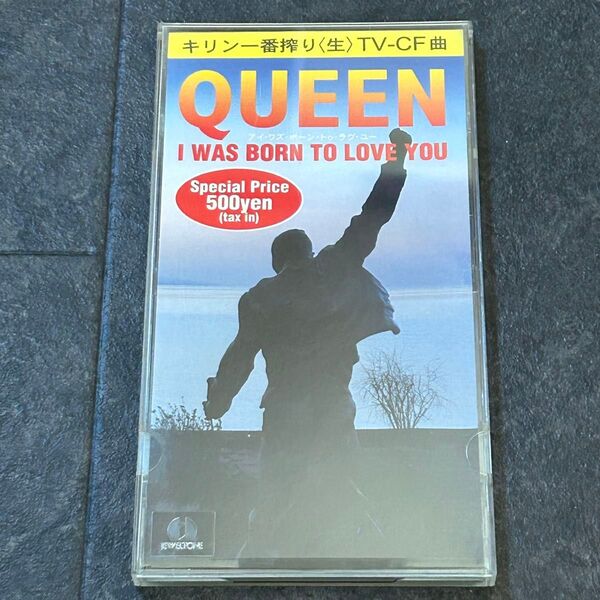 キリン一番搾り〈生〉TV-CF曲
QUEEN
アイ・ワズ・ボーン・トゥ・ラヴ・ユー
I WAS BORN TO LOVE YOU
Special Price
500yen
(tax in)